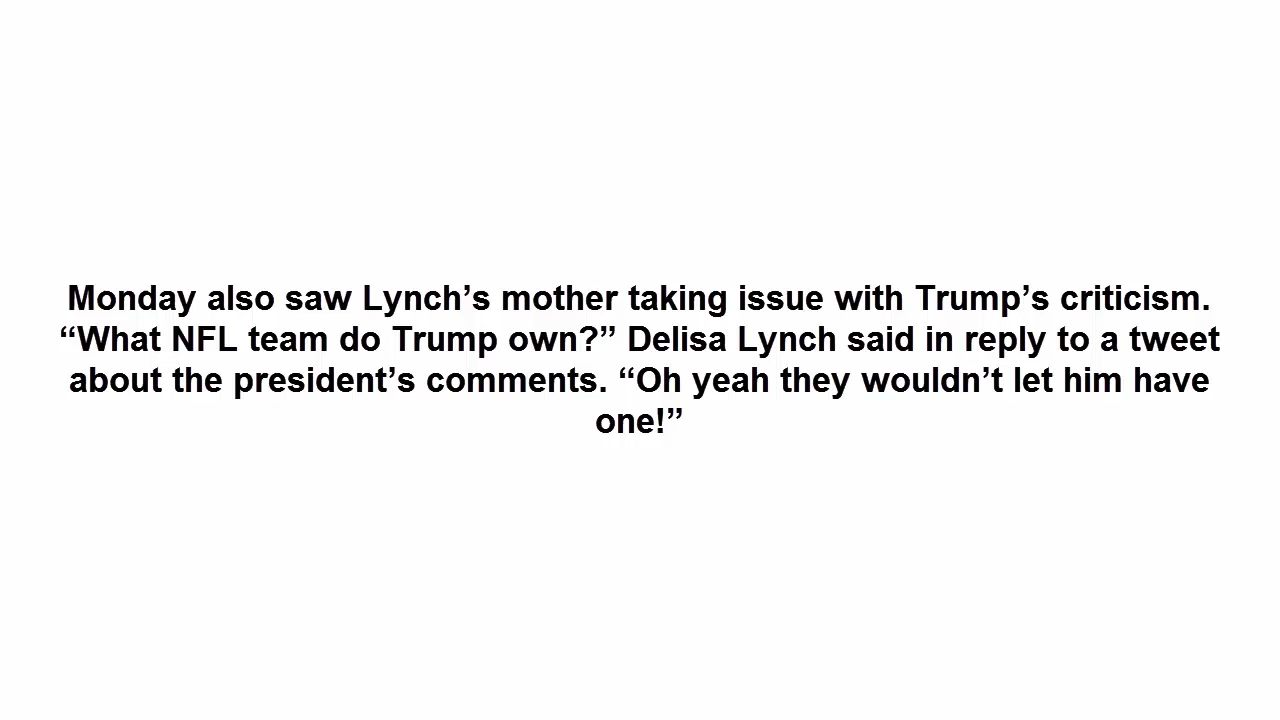 Monday also saw Lynch’s mother taking issue with Trump’s criticism.
“What NFL team do Trump own?” Delisa Lynch said in reply to a tweet
about the president’s comments. “Oh yeah they wouldn’t let him have
one!”